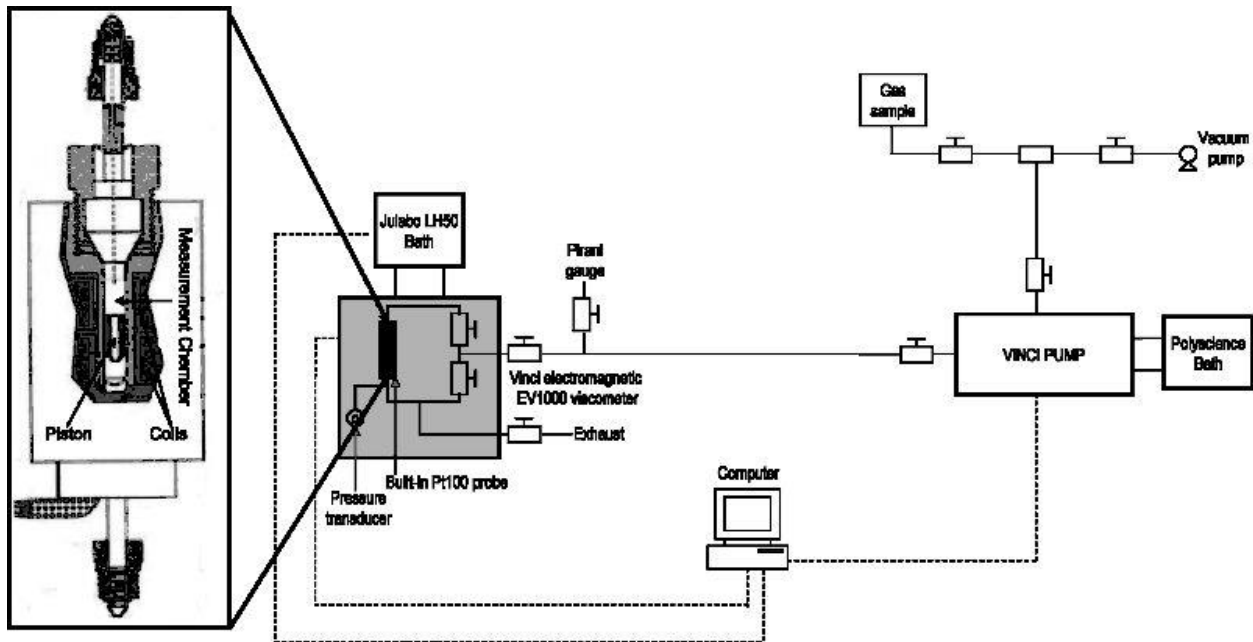 Gas
sample
Vacuum
pump
Julabo LH50
Bath
Pirani
gauge
Measurement Chamber
VINCI PUMP
Polyscience
Bath
Vinci electromagnetic
EV1000 viscometer
Piston
Coils
Exhaust
Built-in Pt100 probe
Pressure
transducer
Computer